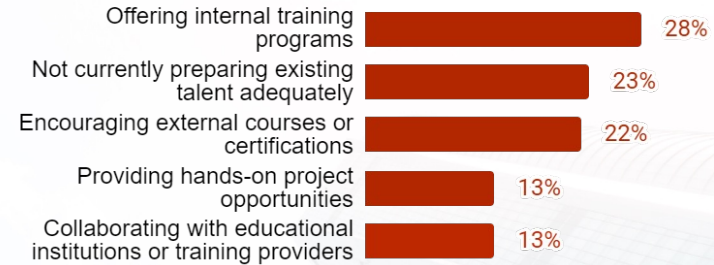 Offering internal training
programs
28%
Not currently preparing existing
talent adequately
23%
Encouraging external courses or
certifications
22%
Providing hands-on project
opportunities
13%
Collaborating with educational
institutions or training providers
13%